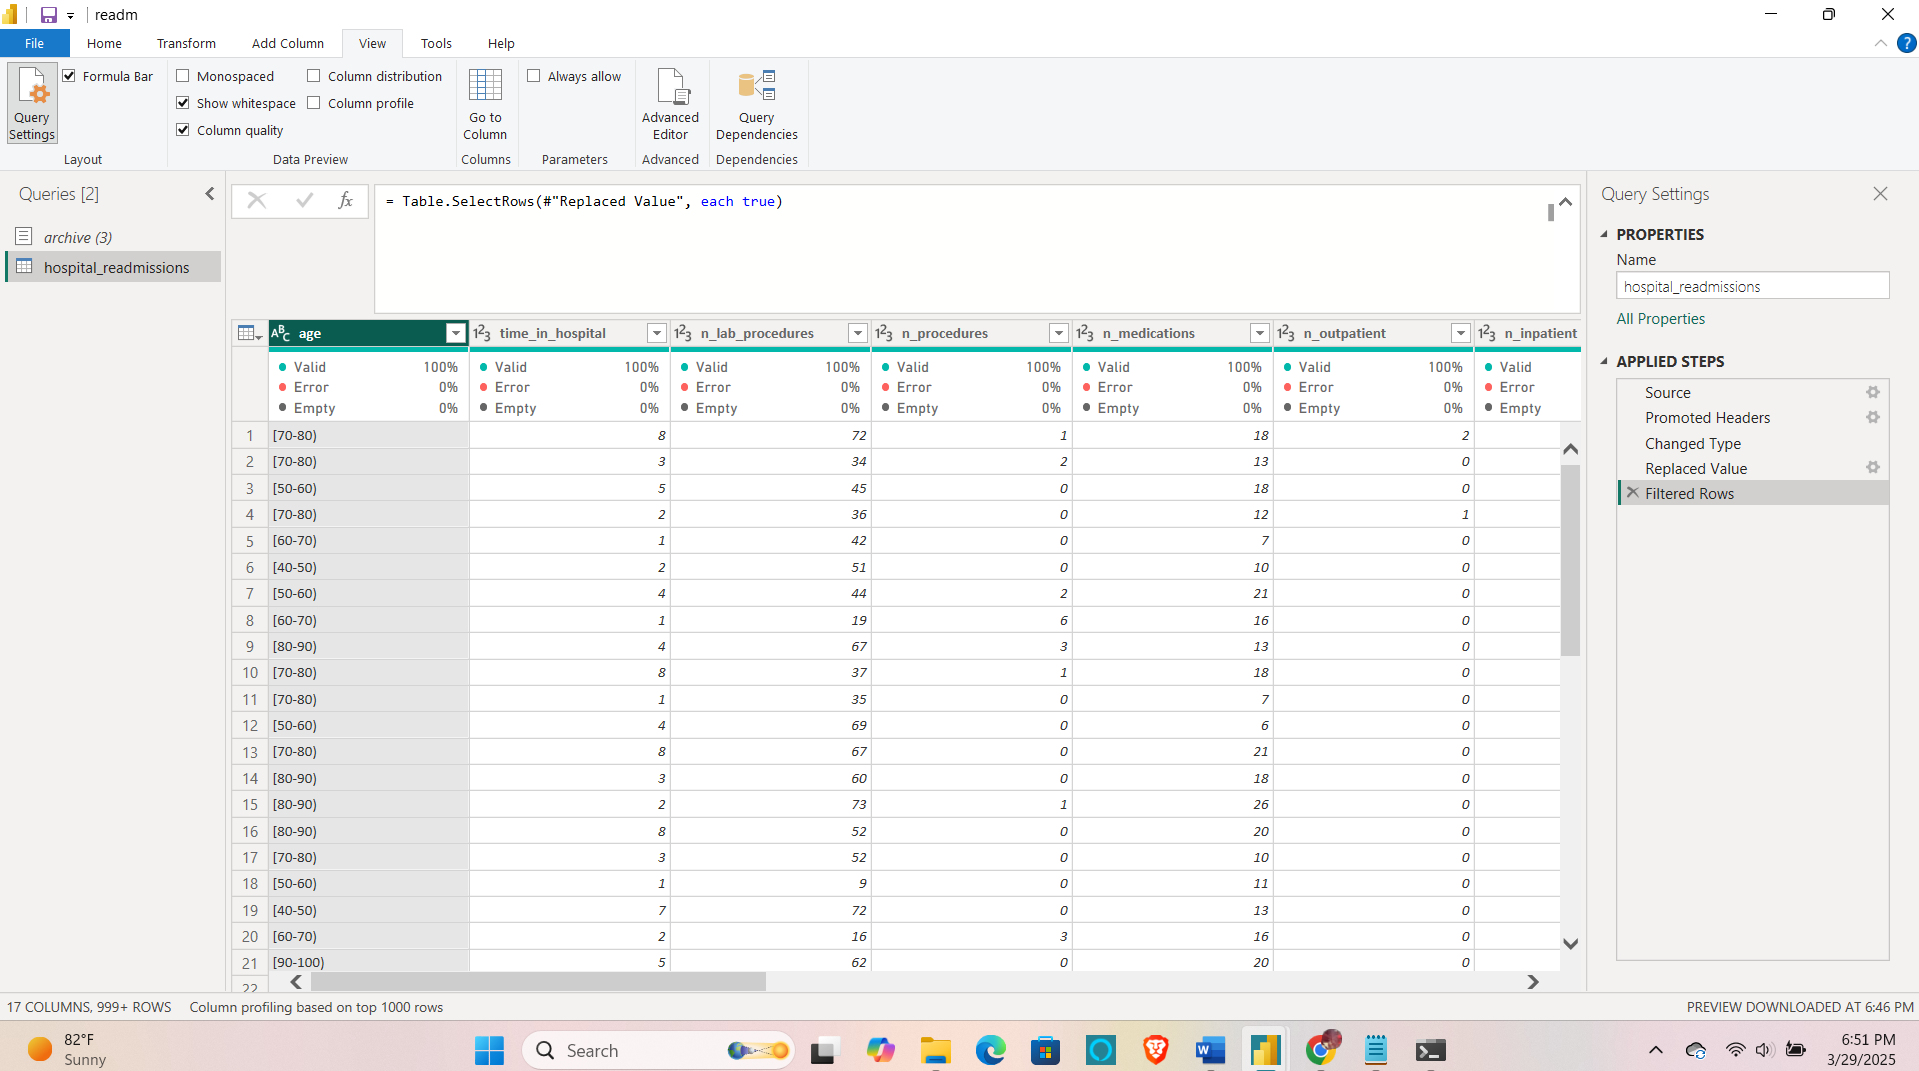 readm
File Home Transform Add Column View Tools Help
Query Settings
Formula Bar
Layout
Monospaced
Show whitespace
Column quality
Column distribution
Column profile
Data Preview
Go to Column
Columns
Always allow
Parameters
Advanced Editor
Advanced
Query Dependencies
Dependencies
Queries [2]
archive (3)
hospital_readmissions
fx
= Table.SelectRows(#"Replaced Value", each true)
ABC age 123 time_in_hospital 123 n_lab_procedures 123 n_procedures 123 n_medications 123 n_outpatient 123 n_inpatient
Valid 100% Valid 100% Valid 100% Valid 100% Valid 100% Valid 100% Valid
Error 0% Error 0% Error 0% Error 0% Error 0% Error 0% Error
Empty 0% Empty 0% Empty 0% Empty 0% Empty 0% Empty 0% Empty
1 [70-80) 8 72 1 18 2
2 [70-80) 3 34 2 13 0
3 [50-60) 5 45 0 18 0
4 [70-80) 2 36 0 12 1
5 [60-70) 1 42 0 7 0
6 [40-50) 2 51 0 10 0
7 [50-60) 4 44 2 21 0
8 [60-70) 1 19 6 16 0
9 [80-90) 4 67 3 13 0
10 [70-80) 8 37 1 18 0
11 [70-80) 1 35 0 7 0
12 [50-60) 4 69 0 6 0
13 [70-80) 8 67 0 21 0
14 [80-90) 3 60 0 18 0
15 [80-90) 2 73 1 26 0
16 [80-90) 8 52 0 20 0
17 [70-80) 3 52 0 10 0
18 [50-60) 1 9 0 11 0
19 [40-50) 7 72 0 13 0
20 [60-70) 2 16 3 16 0
21 [90-100) 5 62 0 20 0
22
Query Settings
PROPERTIES
Name
hospital_readmissions
All Properties
APPLIED STEPS
Source
Promoted Headers
Changed Type
Replaced Value
Filtered Rows
17 COLUMNS, 999+ ROWS Column profiling based on top 1000 rows
PREVIEW DOWNLOADED AT 6:46 PM
82°F
Sunny
Search
6:51 PM
3/29/2025